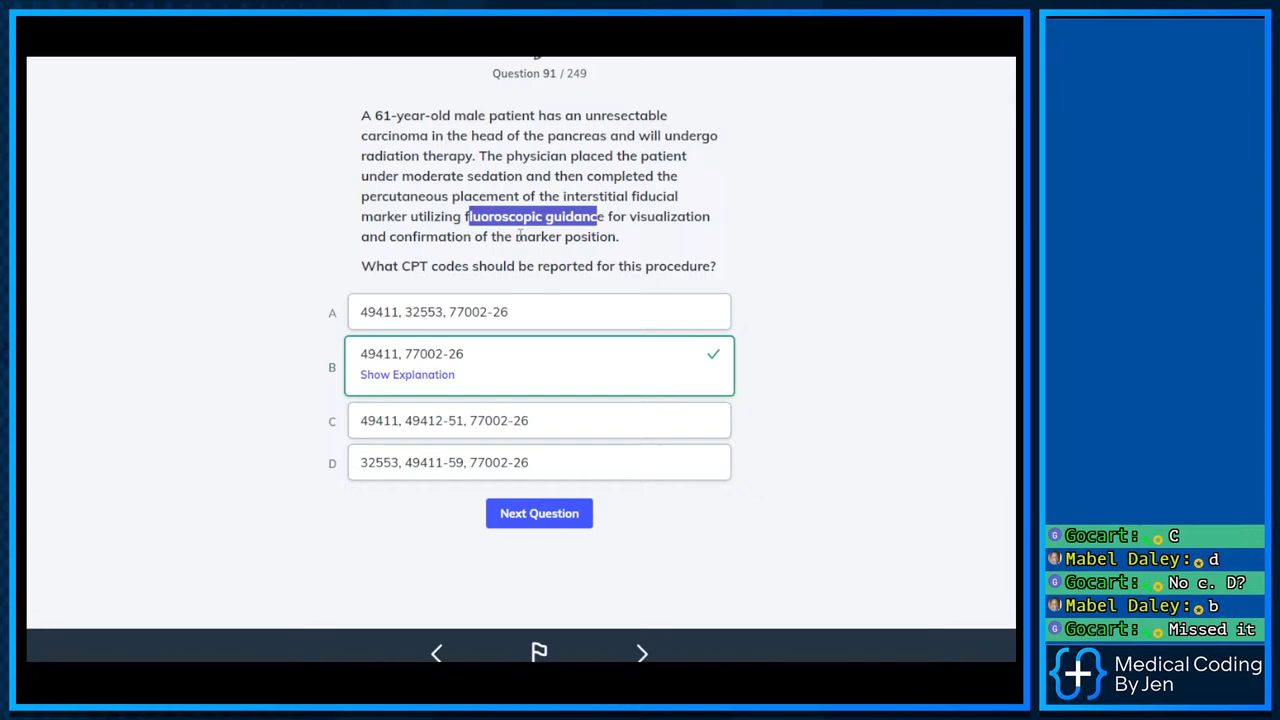 Question 91 / 249
A 61-year-old male patient has an unresectable
carcinoma in the head of the pancreas and will undergo
radiation therapy. The physician placed the patient
under moderate sedation and then completed the
percutaneous placement of the interstitial fiducial
marker utilizing fluoroscopic guidance for visualization
and confirmation of the marker position.
What CPT codes should be reported for this procedure?
A 49411, 32553, 77002-26
B 49411, 77002-26
Show Explanation
C 49411, 49412-51, 77002-26
D 32553, 49411-59, 77002-26
Next Question
G Gocart: C
Mabel Daley: d
G Gocart: No c. D?
Mabel Daley: b
G Gocart: Missed it
Medical Coding
By Jen